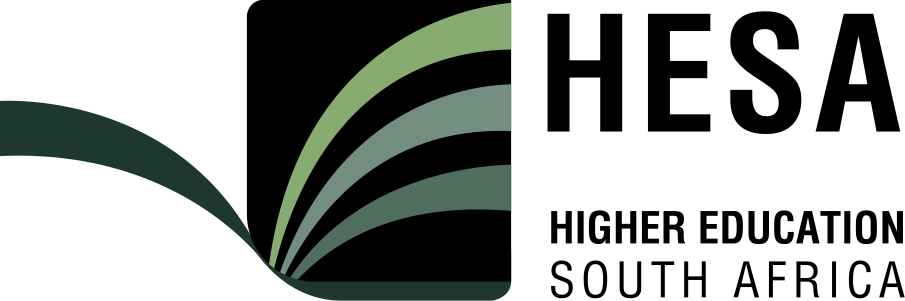 HESA
HIGHER EDUCATION
SOUTH AFRICA